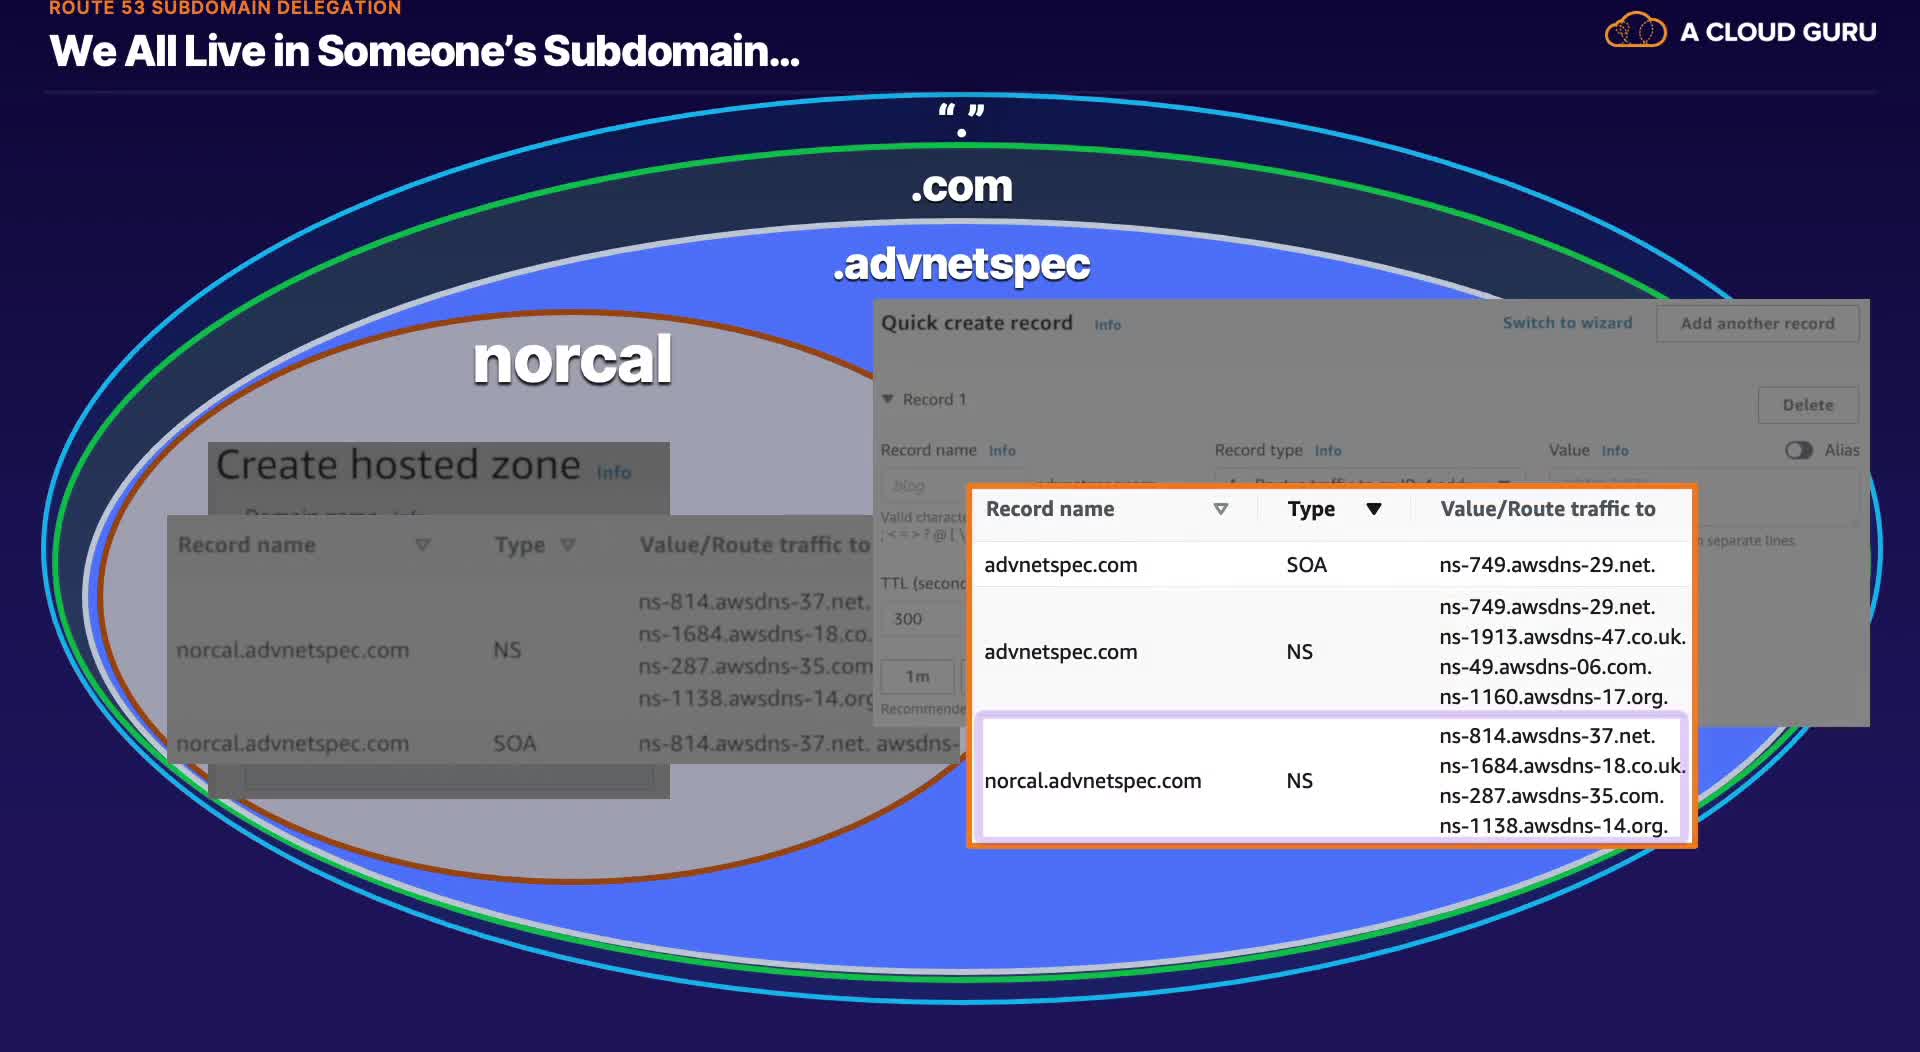 ROUTE 53 SUBDOMAIN DELEGATION
We All Live in Someone’s Subdomain...
A CLOUD GURU
“.”
.com
.advnetspec
norcal
Quick create record Info
Switch to wizard
Add another record
Record 1
Delete
Record name Info
Record type Info
Value Info
Alias
blog
Valid
; < = > ? @ [ \
separate lines.
TTL
300
1m
Create hosted zone Info
Domain name Info
Record name Type Value/Route traffic to
norcal.advnetspec.com NS
ns-814.awsdns-37.net.
ns-1684.awsdns-18.co.
ns-287.awsdns-35.com
ns-1138.awsdns-14.org
norcal.advnetspec.com SOA ns-814.awsdns-37.net. awsdns-
Record name Type Value/Route traffic to
advnetspec.com SOA ns-749.awsdns-29.net.
advnetspec.com NS
ns-749.awsdns-29.net.
ns-1913.awsdns-47.co.uk.
ns-49.awsdns-06.com.
ns-1160.awsdns-17.org.
norcal.advnetspec.com NS
ns-814.awsdns-37.net.
ns-1684.awsdns-18.co.uk.
ns-287.awsdns-35.com.
ns-1138.awsdns-14.org.